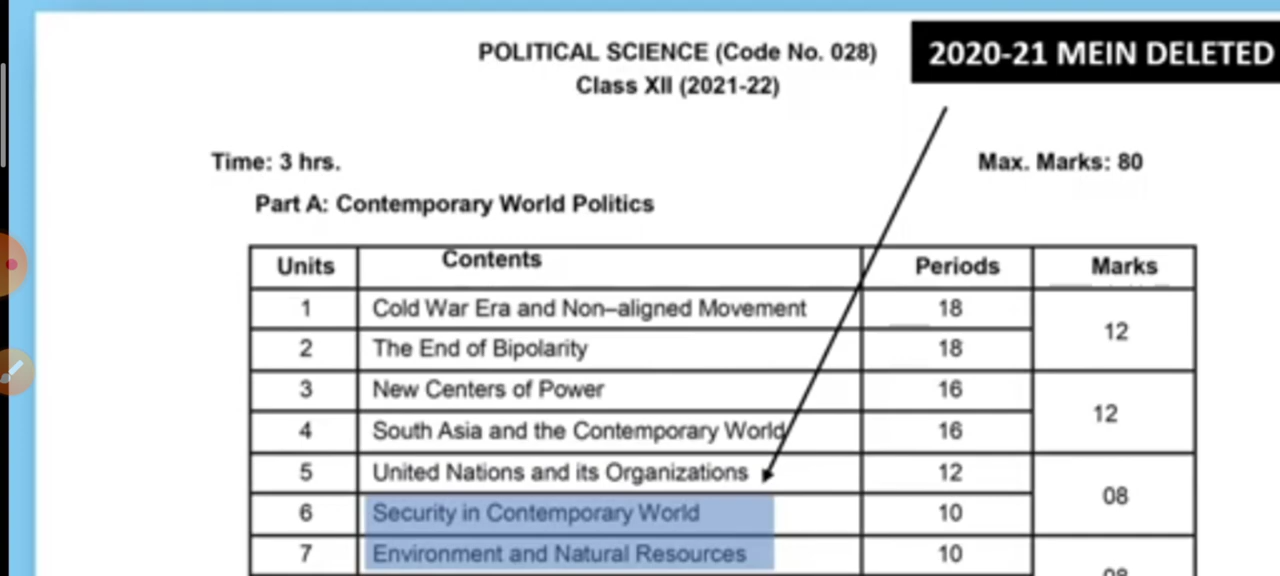 POLITICAL SCIENCE (Code No. 028)
2020-21 MEIN DELETED
Class XII (2021-22)
Time: 3 hrs.
Max. Marks: 80
Part A: Contemporary World Politics
Units Contents Periods Marks
1 Cold War Era and Non–aligned Movement 18
12
2 The End of Bipolarity 18
3 New Centers of Power 16
12
4 South Asia and the Contemporary World 16
5 United Nations and its Organizations 12
08
6 Security in Contemporary World 10
7 Environment and Natural Resources 10